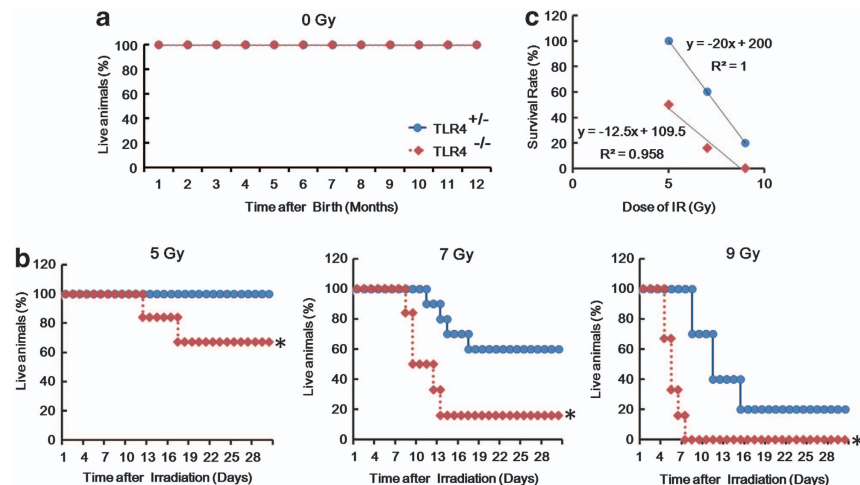 a
0 Gy
Live animals (%)
120
100
80
60
40
20
0
TLR4 +/-
TLR4 -/-
1 2 3 4 5 6 7 8 9 10 11 12
Time after Birth (Months)
c
Survival Rate (%)
120
100
80
60
40
20
0
y = -20x + 200
R² = 1
y = -12.5x + 109.5
R² = 0.958
0 5 10
Dose of IR (Gy)
b
5 Gy
Live animals (%)
120
100
80
60
40
20
0
*
1 4 7 10 13 16 19 22 25 28
Time after Irradiation (Days)
7 Gy
Live animals (%)
120
100
80
60
40
20
0
*
1 4 7 10 13 16 19 22 25 28
Time after Irradiation (Days)
9 Gy
Live animals (%)
120
100
80
60
40
20
0
*
1 4 7 10 13 16 19 22 25 28
Time after Irradiation (Days)